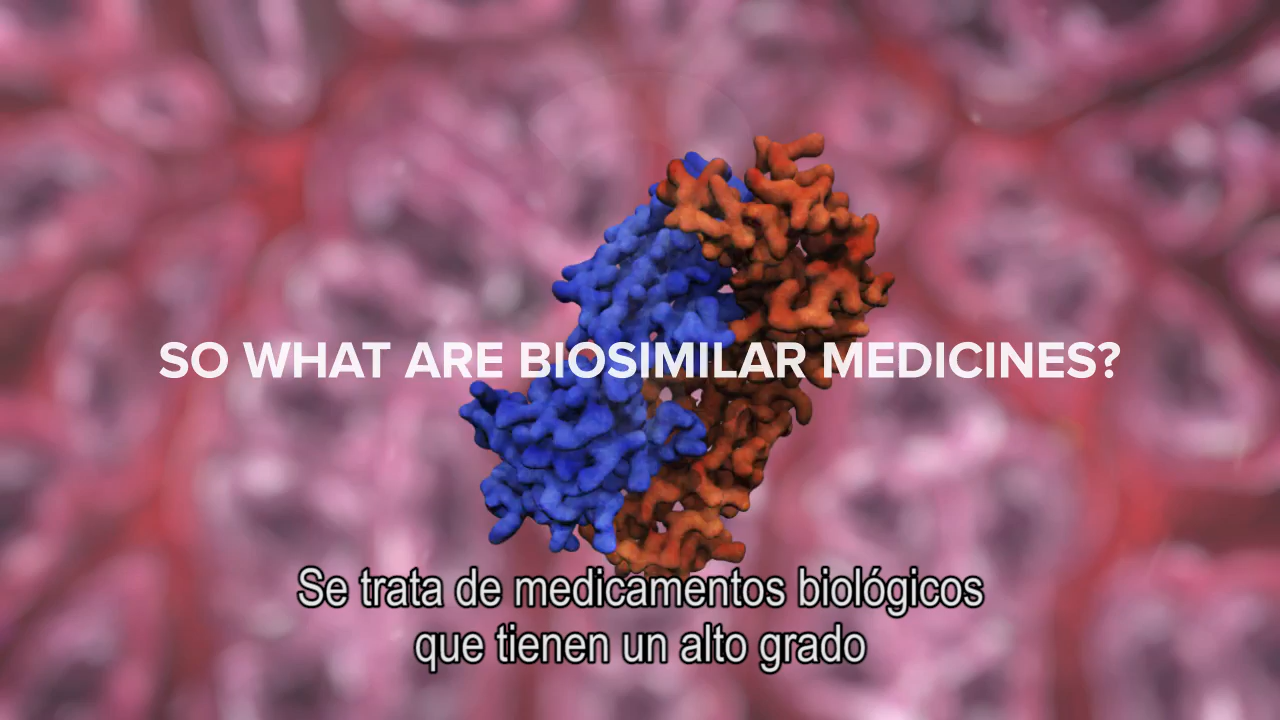 SO WHAT ARE BIOSIMILAR MEDICINES?
Se trata de medicamentos biológicos
que tienen un alto grado